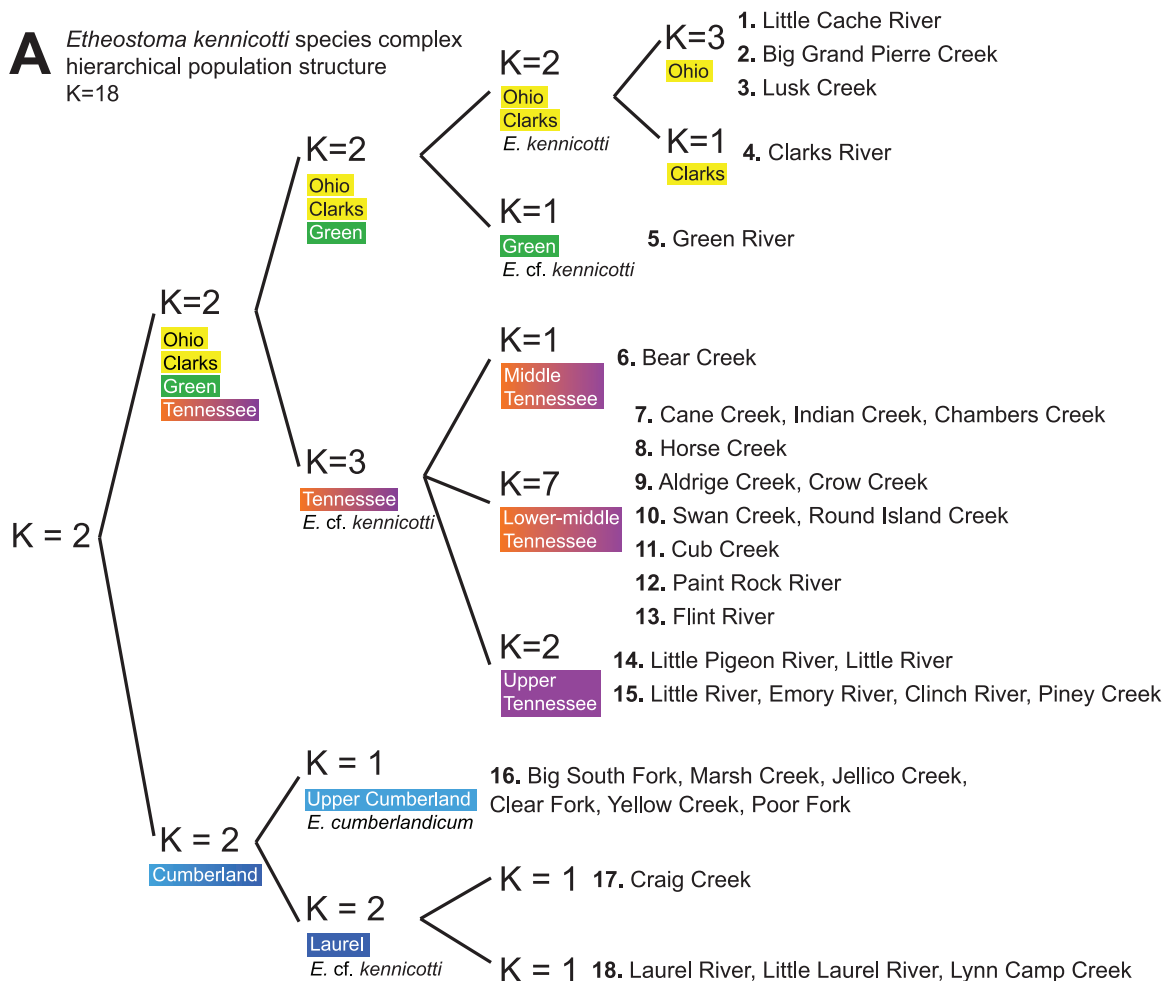 A
Etheostoma kennicotti species complex
hierarchical population structure
K=18
K = 2
K=2
Ohio
Clarks
Green
Tennessee
K=2
Ohio
Clarks
Green
K=2
Ohio
Clarks
E. kennicotti
K=3
Ohio
1. Little Cache River
2. Big Grand Pierre Creek
3. Lusk Creek
K=1
Clarks
4. Clarks River
K=1
Green
E. cf. kennicotti
5. Green River
K=3
Tennessee
E. cf. kennicotti
K=1
Middle
Tennessee
6. Bear Creek
K=7
Lower-middle
Tennessee
7. Cane Creek, Indian Creek, Chambers Creek
8. Horse Creek
9. Aldrige Creek, Crow Creek
10. Swan Creek, Round Island Creek
11. Cub Creek
12. Paint Rock River
13. Flint River
K=2
Upper
Tennessee
14. Little Pigeon River, Little River
15. Little River, Emory River, Clinch River, Piney Creek
K = 2
Cumberland
K = 1
Upper Cumberland
E. cumberlandicum
16. Big South Fork, Marsh Creek, Jellico Creek,
Clear Fork, Yellow Creek, Poor Fork
K = 2
Laurel
E. cf. kennicotti
K = 1
17. Craig Creek
K = 1
18. Laurel River, Little Laurel River, Lynn Camp Creek